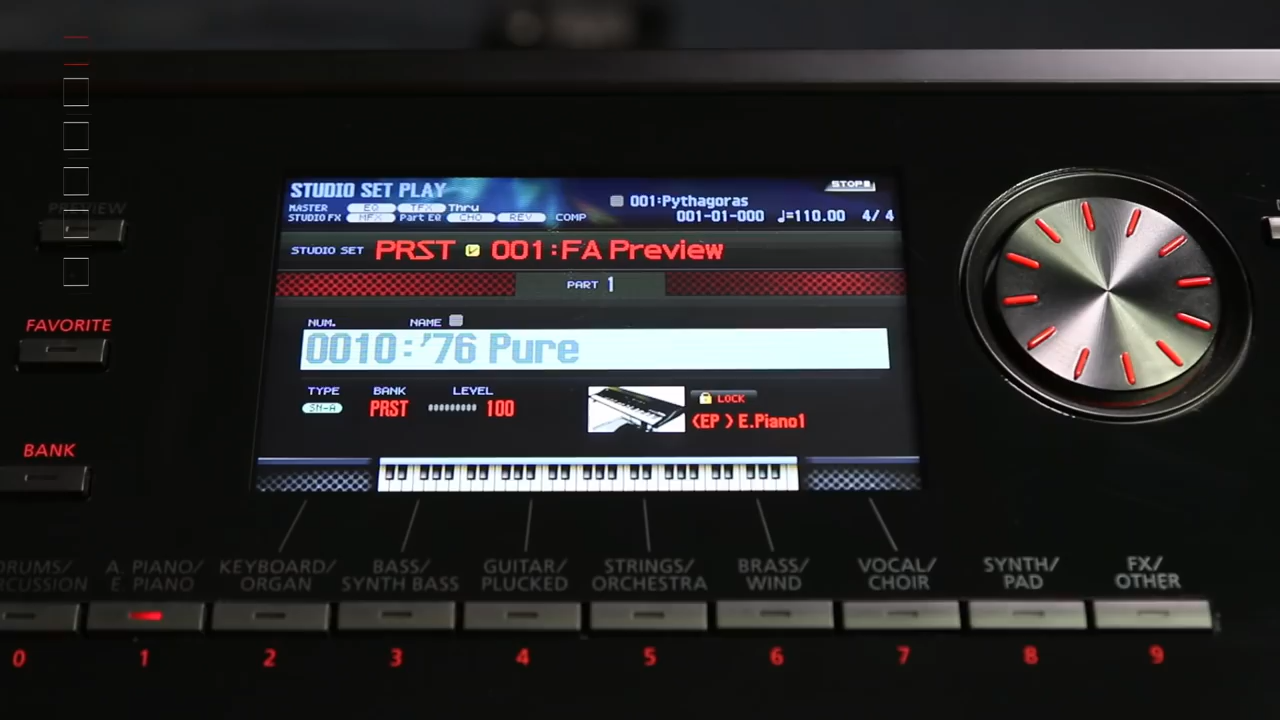 STUDIO SET PLAY
STOP
MASTER EQ TFX Thru
001:Pythagoras
STUDIO FX MFX Part EQ CHO REV COMP
001-01-000 ♩=110.00 4/ 4
STUDIO SET PRST 001:FA Preview
PART 1
NUM. NAME
0010:'76 Pure
TYPE BANK LEVEL
SN-A PRST 100
LOCK
(EP ) E.Piano1
PREVIEW
FAVORITE
BANK
DRUMS/
PERCUSSION
A. PIANO/
E. PIANO
KEYBOARD/
ORGAN
BASS/
SYNTH BASS
GUITAR/
PLUCKED
STRINGS/
ORCHESTRA
BRASS/
WIND
VOCAL/
CHOIR
SYNTH/
PAD
FX/
OTHER
0 1 2 3 4 5 6 7 8 9